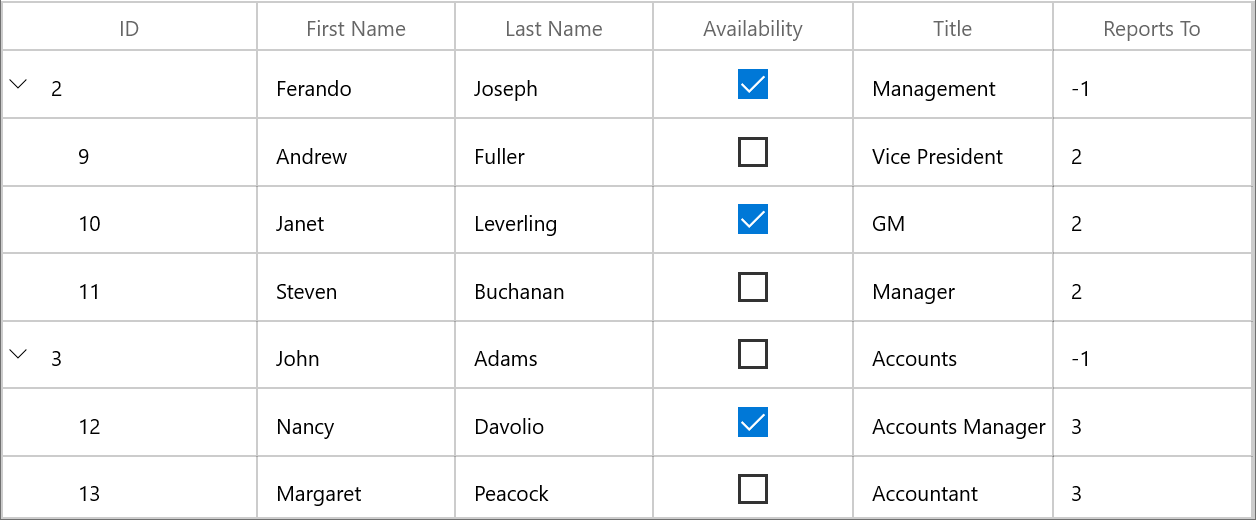 ID First Name Last Name Availability Title Reports To
2 Ferando Joseph Management -1
9 Andrew Fuller Vice President 2
10 Janet Leverling GM 2
11 Steven Buchanan Manager 2
3 John Adams Accounts -1
12 Nancy Davolio Accounts Manager 3
13 Margaret Peacock Accountant 3